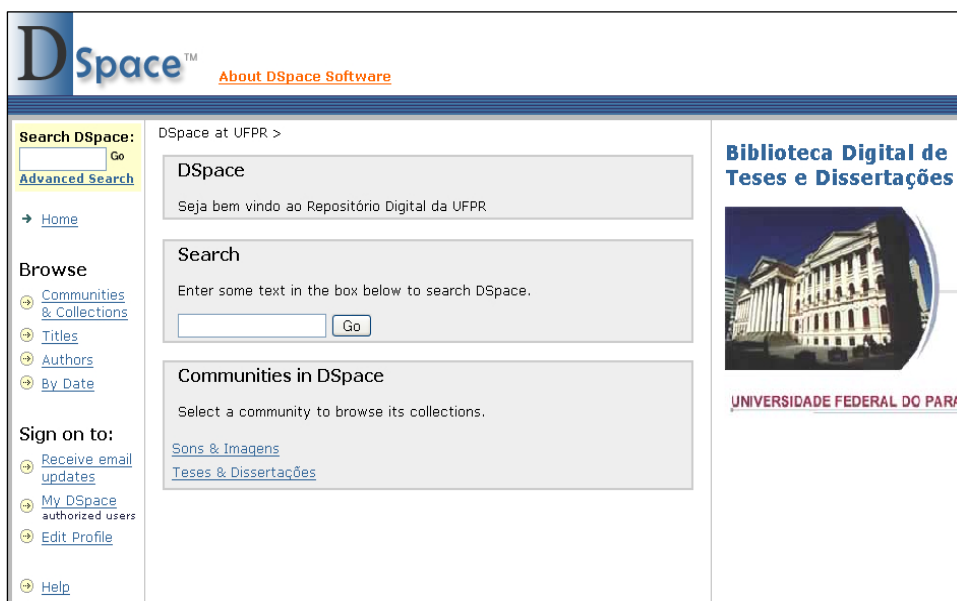 DSpace™
About DSpace Software
Search DSpace:
Go
Advanced Search
Home
Browse
Communities
& Collections
Titles
Authors
By Date
Sign on to:
Receive email
updates
My DSpace
authorized users
Edit Profile
Help
DSpace at UFPR >
DSpace
Seja bem vindo ao Repositório Digital da UFPR
Search
Enter some text in the box below to search DSpace.
Go
Communities in DSpace
Select a community to browse its collections.
Sons & Imagens
Teses & Dissertações
Biblioteca Digital de
Teses e Dissertações
UNIVERSIDADE FEDERAL DO PARA